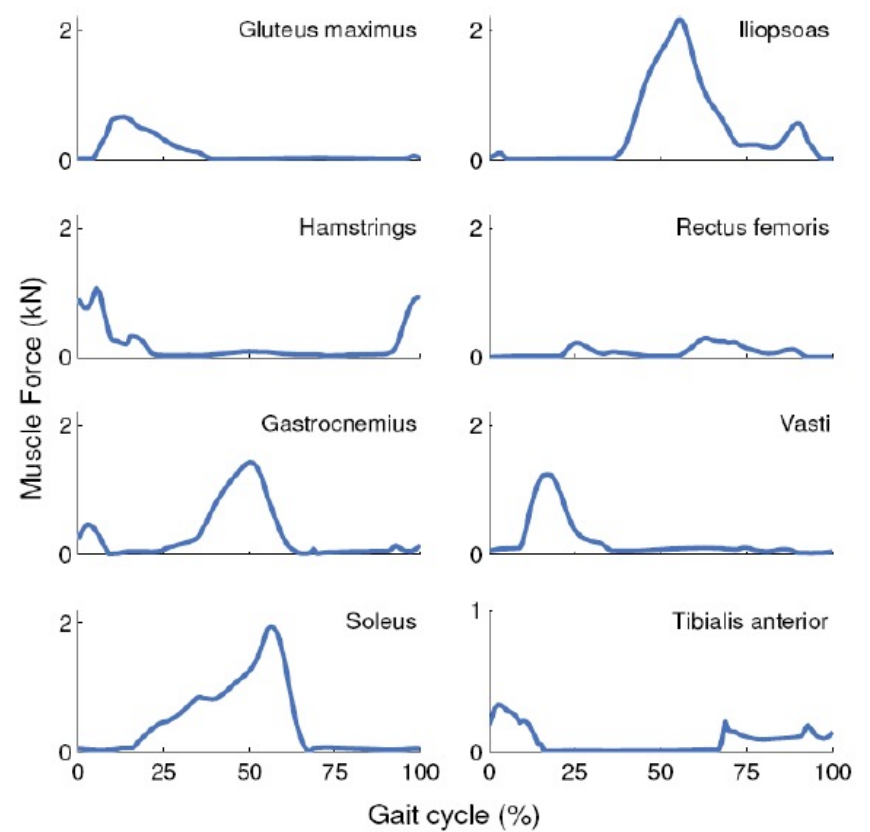 Gluteus maximus
2
0
Iliopsoas
2
0
Hamstrings
2
0
Rectus femoris
2
0
Gastrocnemius
2
0
Vasti
2
0
Soleus
2
0
0 25 50 75 100
Tibialis anterior
1
0
0 25 50 75 100
Muscle Force (kN)
Gait cycle (%)